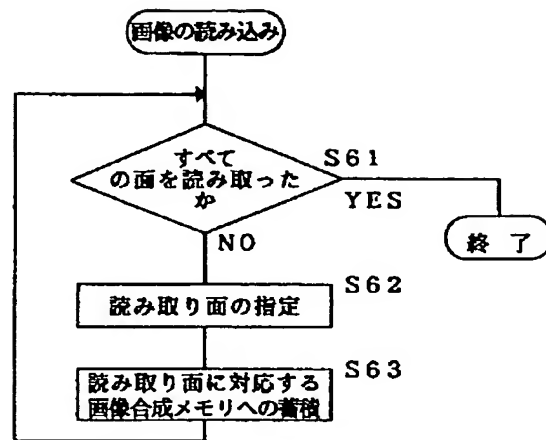 画像の読み込み
すべて
の面を読み取った
か
S61
YES
NO
終了
読み取り面の指定
S62
読み取り面に対応する
画像合成メモリへの蓄積
S63